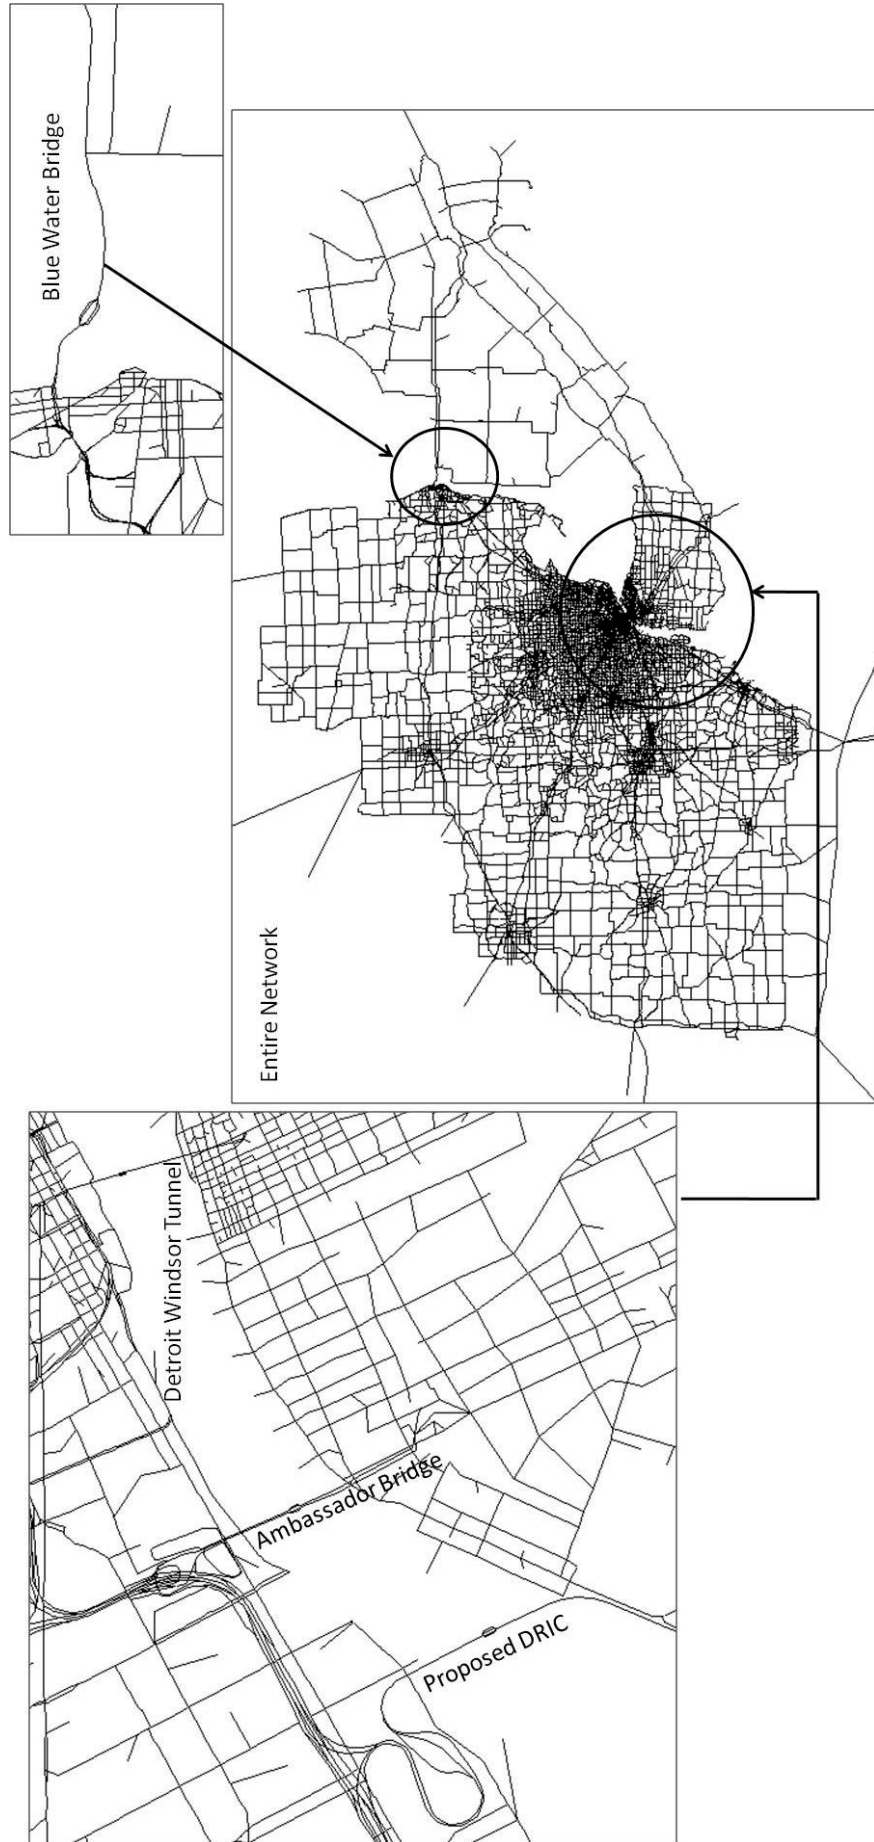 Blue Water Bridge
Entire Network
Detroit Windsor Tunnel
Ambassador Bridge
Proposed DRIC